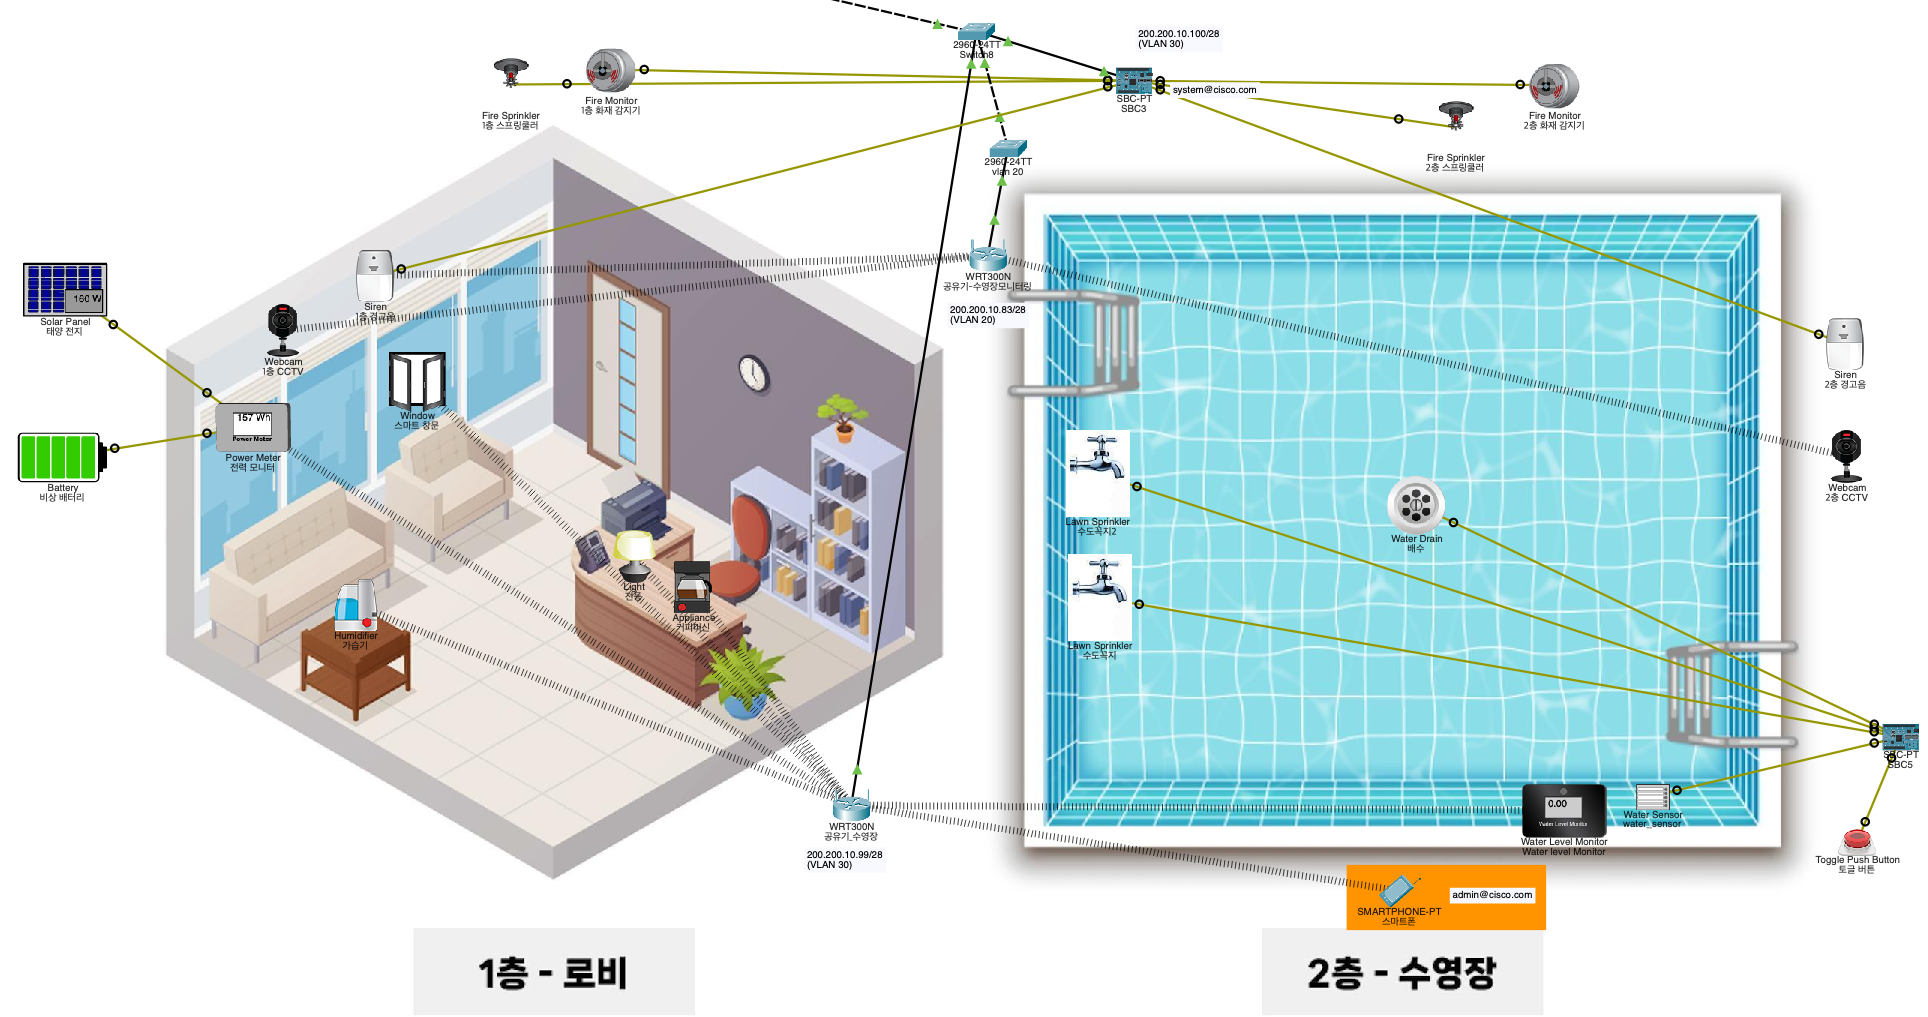 2960-24TT
Switch8
200.200.10.100/28
(VLAN 30)
SBC-PT
SBC3
system@cisco.com
Fire Sprinkler
1층 스프링쿨러
Fire Monitor
1층 화재 감지기
Fire Monitor
2층 화재 감지기
Fire Sprinkler
2층 스프링쿨러
2960-24TT
vlan 20
WRT300N
공유기-수영장모니터링
200.200.10.83/28
(VLAN 20)
160 W
Solar Panel
태양 전지
Siren
1층 경고음
Webcam
1층 CCTV
Window
스마트 창문
157 Wh
Power Meter
Power Meter
전력 모니터
Battery
비상 배터리
Siren
2층 경고음
Webcam
2층 CCTV
Lawn Sprinkler
수도꼭지2
Water Drain
배수
Lawn Sprinkler
수도꼭지
Light
전등
Appliance
커피머신
Humidifier
가습기
SBC-PT
SBC5
WRT300N
공유기_수영장
200.200.10.99/28
(VLAN 30)
0.00
Water Level Monitor
Water Level Monitor
Water level Monitor
Water Sensor
water_sensor
Toggle Push Button
토글 버튼
SMARTPHONE-PT
스마트폰
admin@cisco.com
1층 - 로비
2층 - 수영장